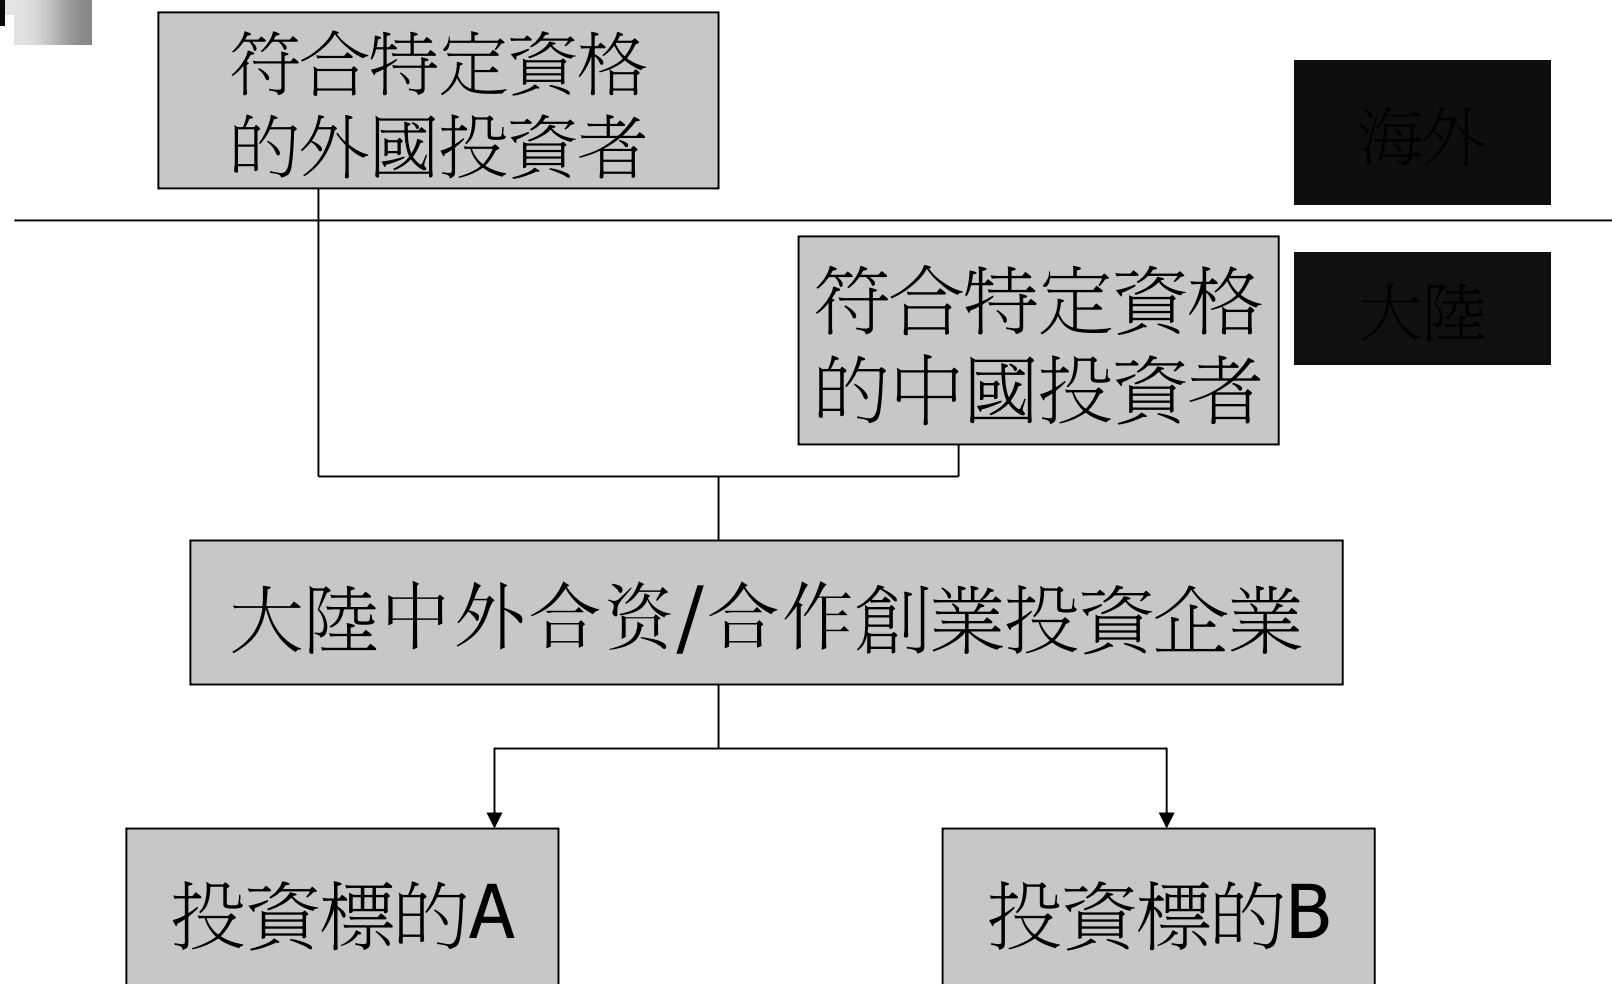 符合特定資格
的外國投資者
海外
符合特定資格
的中國投資者
大陸
大陸中外合资/合作創業投資企業
投資標的A
投資標的B